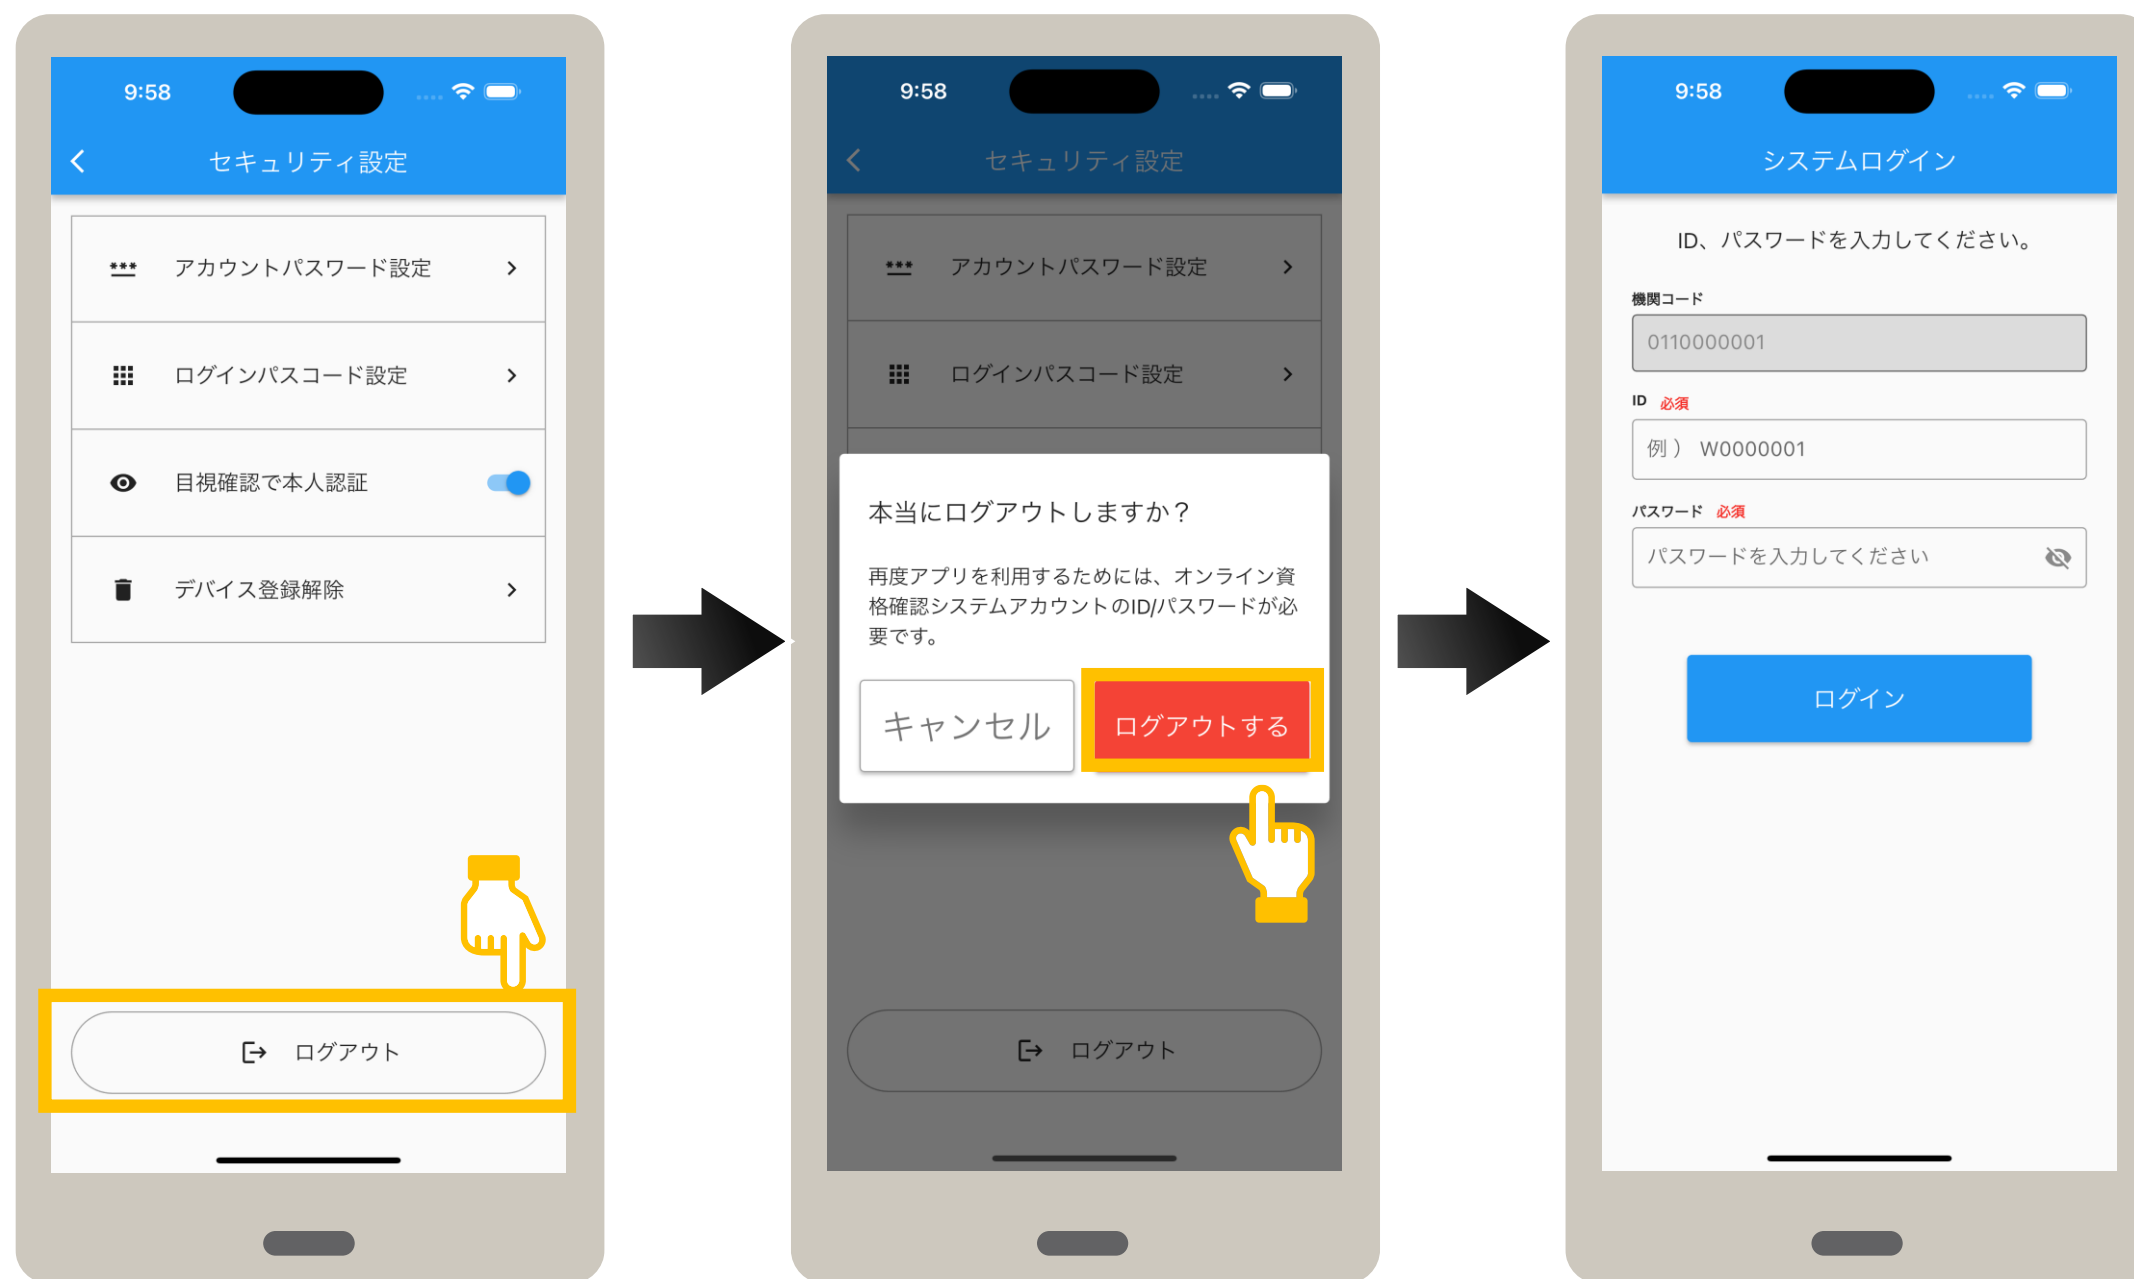 9:58
セキュリティ設定
***
アカウントパスワード設定
ログインパスコード設定
目視確認で本人認証
デバイス登録解除
ログアウト
9:58
セキュリティ設定
***
アカウントパスワード設定
ログインパスコード設定
本当にログアウトしますか？
再度アプリを利用するためには、オンライン資
格確認システムアカウントのID/パスワードが必
要です。
キャンセル
ログアウトする
ログアウト
9:58
システムログイン
ID、パスワードを入力してください。
機関コード
0110000001
ID 必須
例） W0000001
パスワード 必須
パスワードを入力してください
ログイン